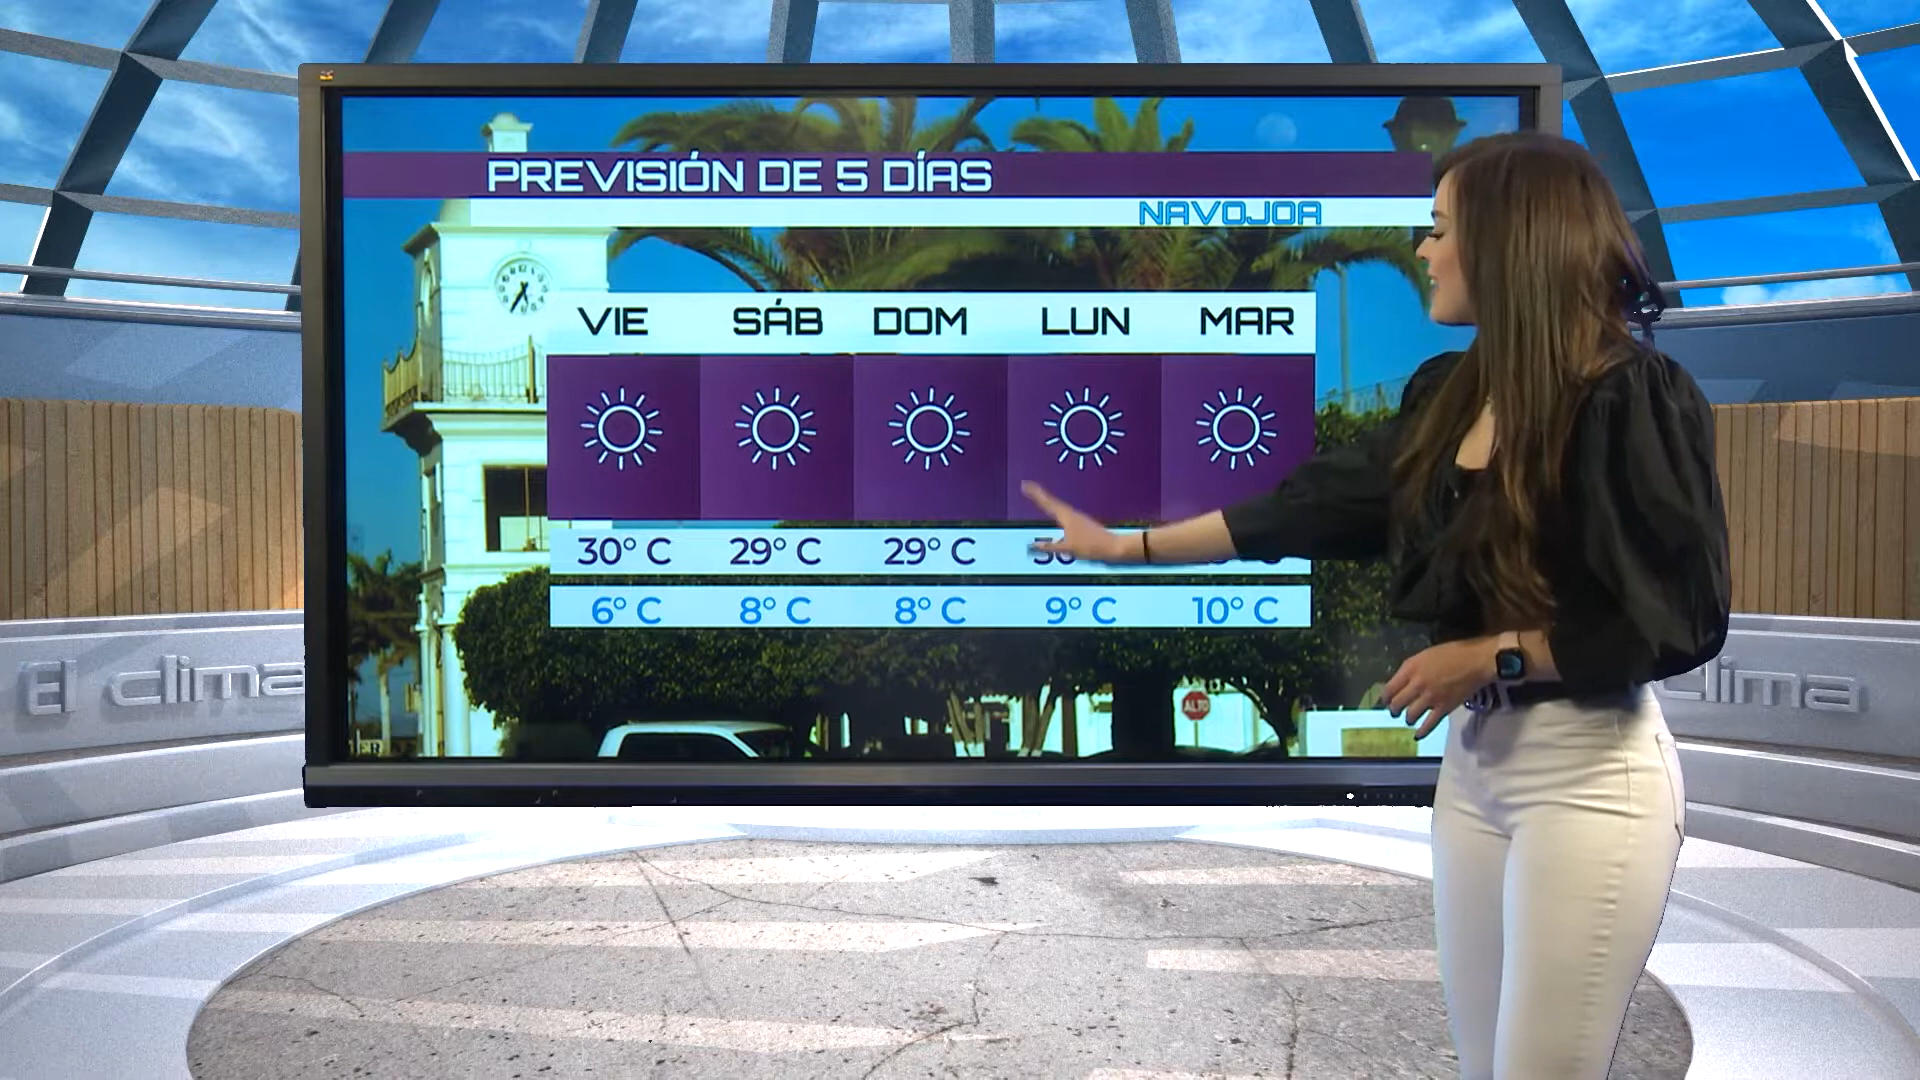 PREVISIÓN DE 5 DÍAS
NAVOJOA
VIE SÁB DOM LUN MAR
30° C 29° C 29° C
6° C 8° C 8° C 9° C 10° C
El clima
clima
ALTO